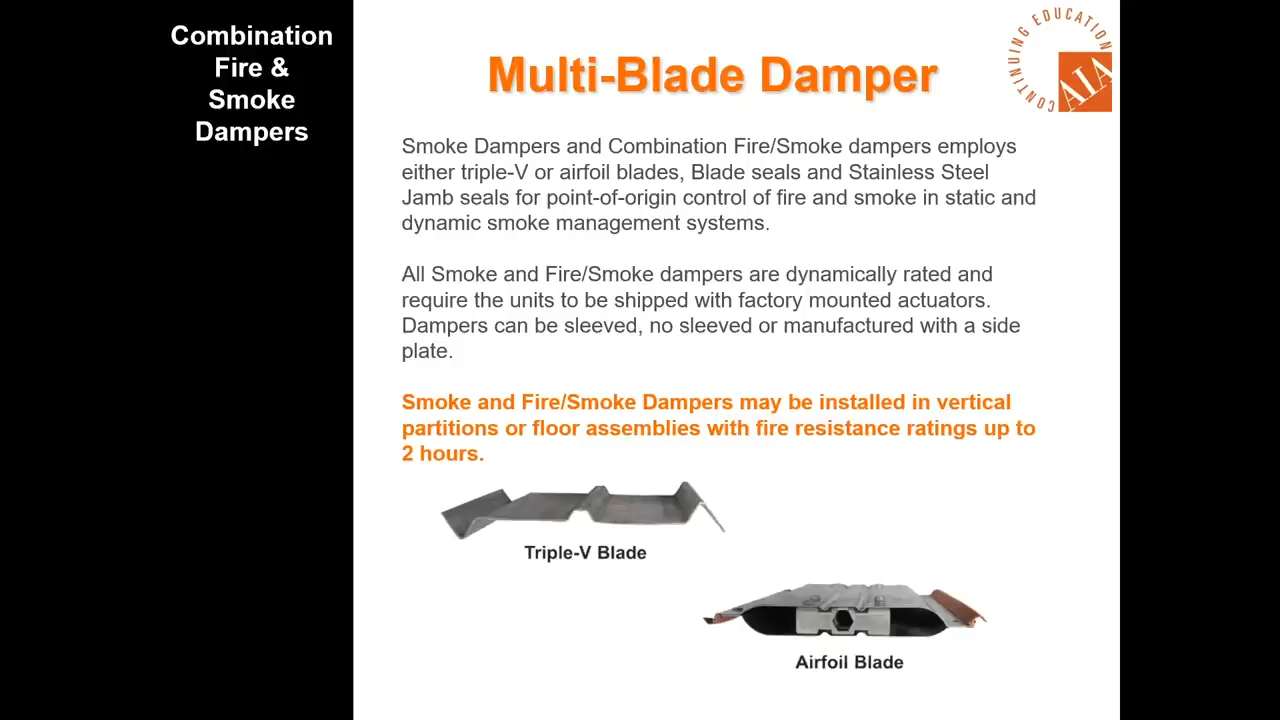 Combination
Fire &
Smoke
Dampers
Multi-Blade Damper
CONTINUING EDUCATION
AIA
Smoke Dampers and Combination Fire/Smoke dampers employs
either triple-V or airfoil blades, Blade seals and Stainless Steel
Jamb seals for point-of-origin control of fire and smoke in static and
dynamic smoke management systems.
All Smoke and Fire/Smoke dampers are dynamically rated and
require the units to be shipped with factory mounted actuators.
Dampers can be sleeved, no sleeved or manufactured with a side
plate.
Smoke and Fire/Smoke Dampers may be installed in vertical
partitions or floor assemblies with fire resistance ratings up to
2 hours.
Triple-V Blade
Airfoil Blade